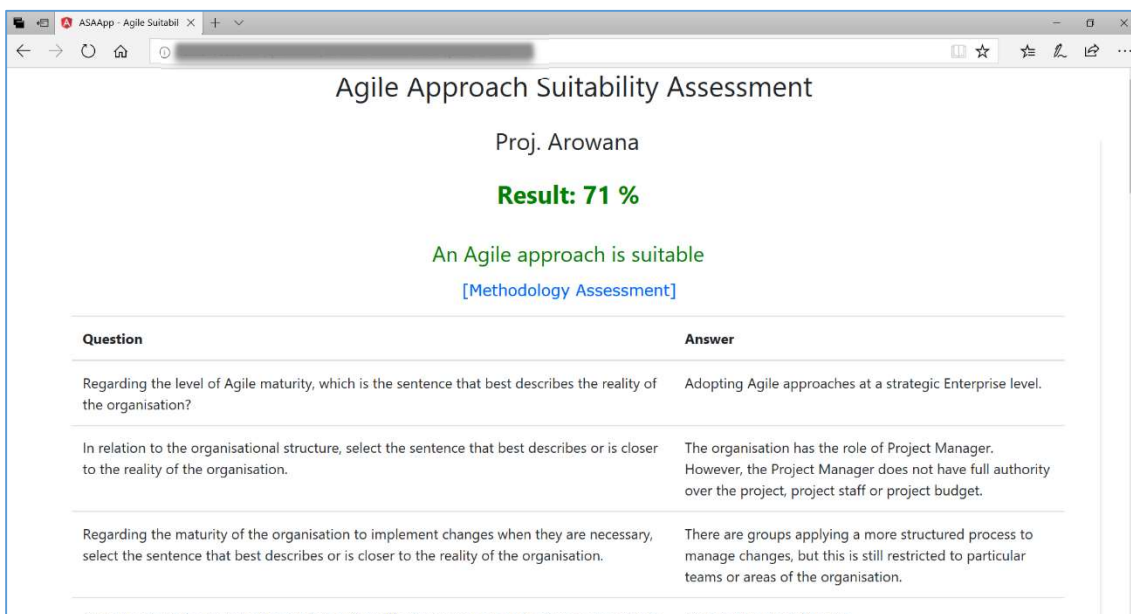 ASAApp - Agile Suitabil
Agile Approach Suitability Assessment
Proj. Arowana
Result: 71 %
An Agile approach is suitable
[Methodology Assessment]
Question
Answer
Regarding the level of Agile maturity, which is the sentence that best describes the reality of
the organisation?
Adopting Agile approaches at a strategic Enterprise level.
In relation to the organisational structure, select the sentence that best describes or is closer
to the reality of the organisation.
The organisation has the role of Project Manager.
However, the Project Manager does not have full authority
over the project, project staff or project budget.
Regarding the maturity of the organisation to implement changes when they are necessary,
select the sentence that best describes or is closer to the reality of the organisation.
There are groups applying a more structured process to
manage changes, but this is still restricted to particular
teams or areas of the organisation.